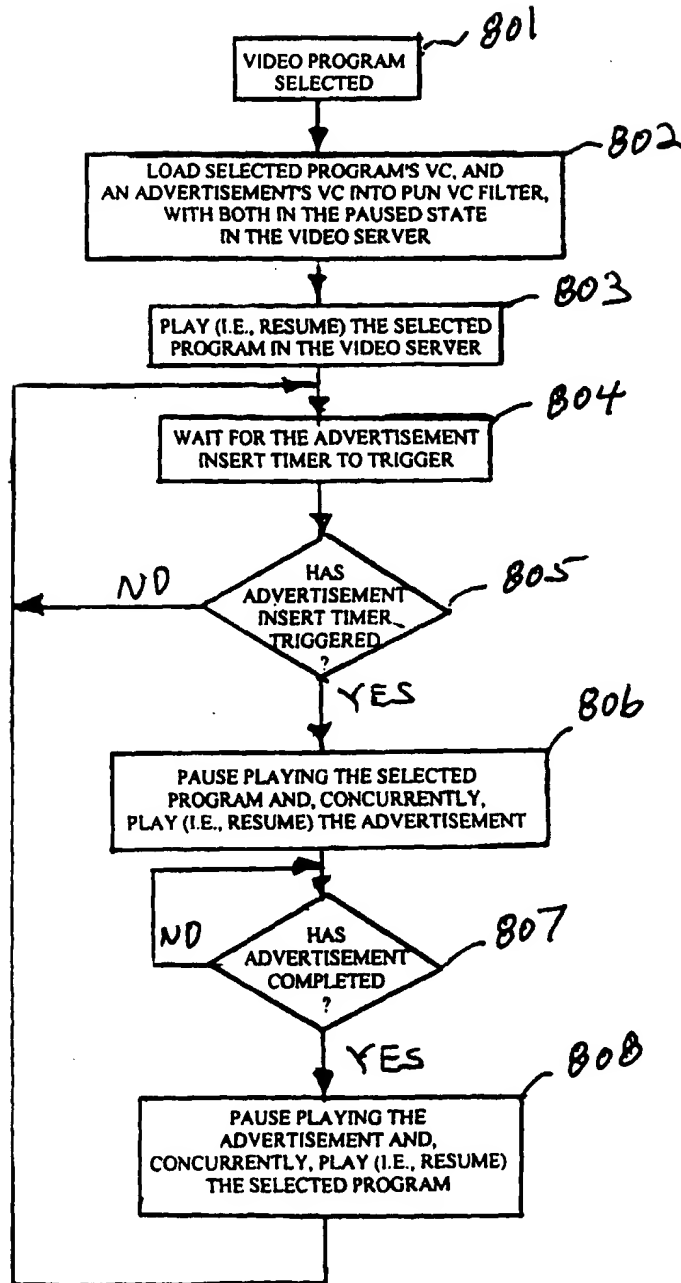 801
VIDEO PROGRAM
SELECTED
802
LOAD SELECTED PROGRAM'S VC, AND
AN ADVERTISEMENT'S VC INTO PUN VC FILTER,
WITH BOTH IN THE PAUSED STATE
IN THE VIDEO SERVER
803
PLAY (I.E., RESUME) THE SELECTED
PROGRAM IN THE VIDEO SERVER
804
WAIT FOR THE ADVERTISEMENT
INSERT TIMER TO TRIGGER
805
HAS
ADVERTISEMENT
INSERT TIMER
TRIGGERED
?
NO
YES
806
PAUSE PLAYING THE SELECTED
PROGRAM AND, CONCURRENTLY,
PLAY (I.E., RESUME) THE ADVERTISEMENT
807
HAS
ADVERTISEMENT
COMPLETED
?
NO
YES
808
PAUSE PLAYING THE
ADVERTISEMENT AND,
CONCURRENTLY, PLAY (I.E., RESUME)
THE SELECTED PROGRAM